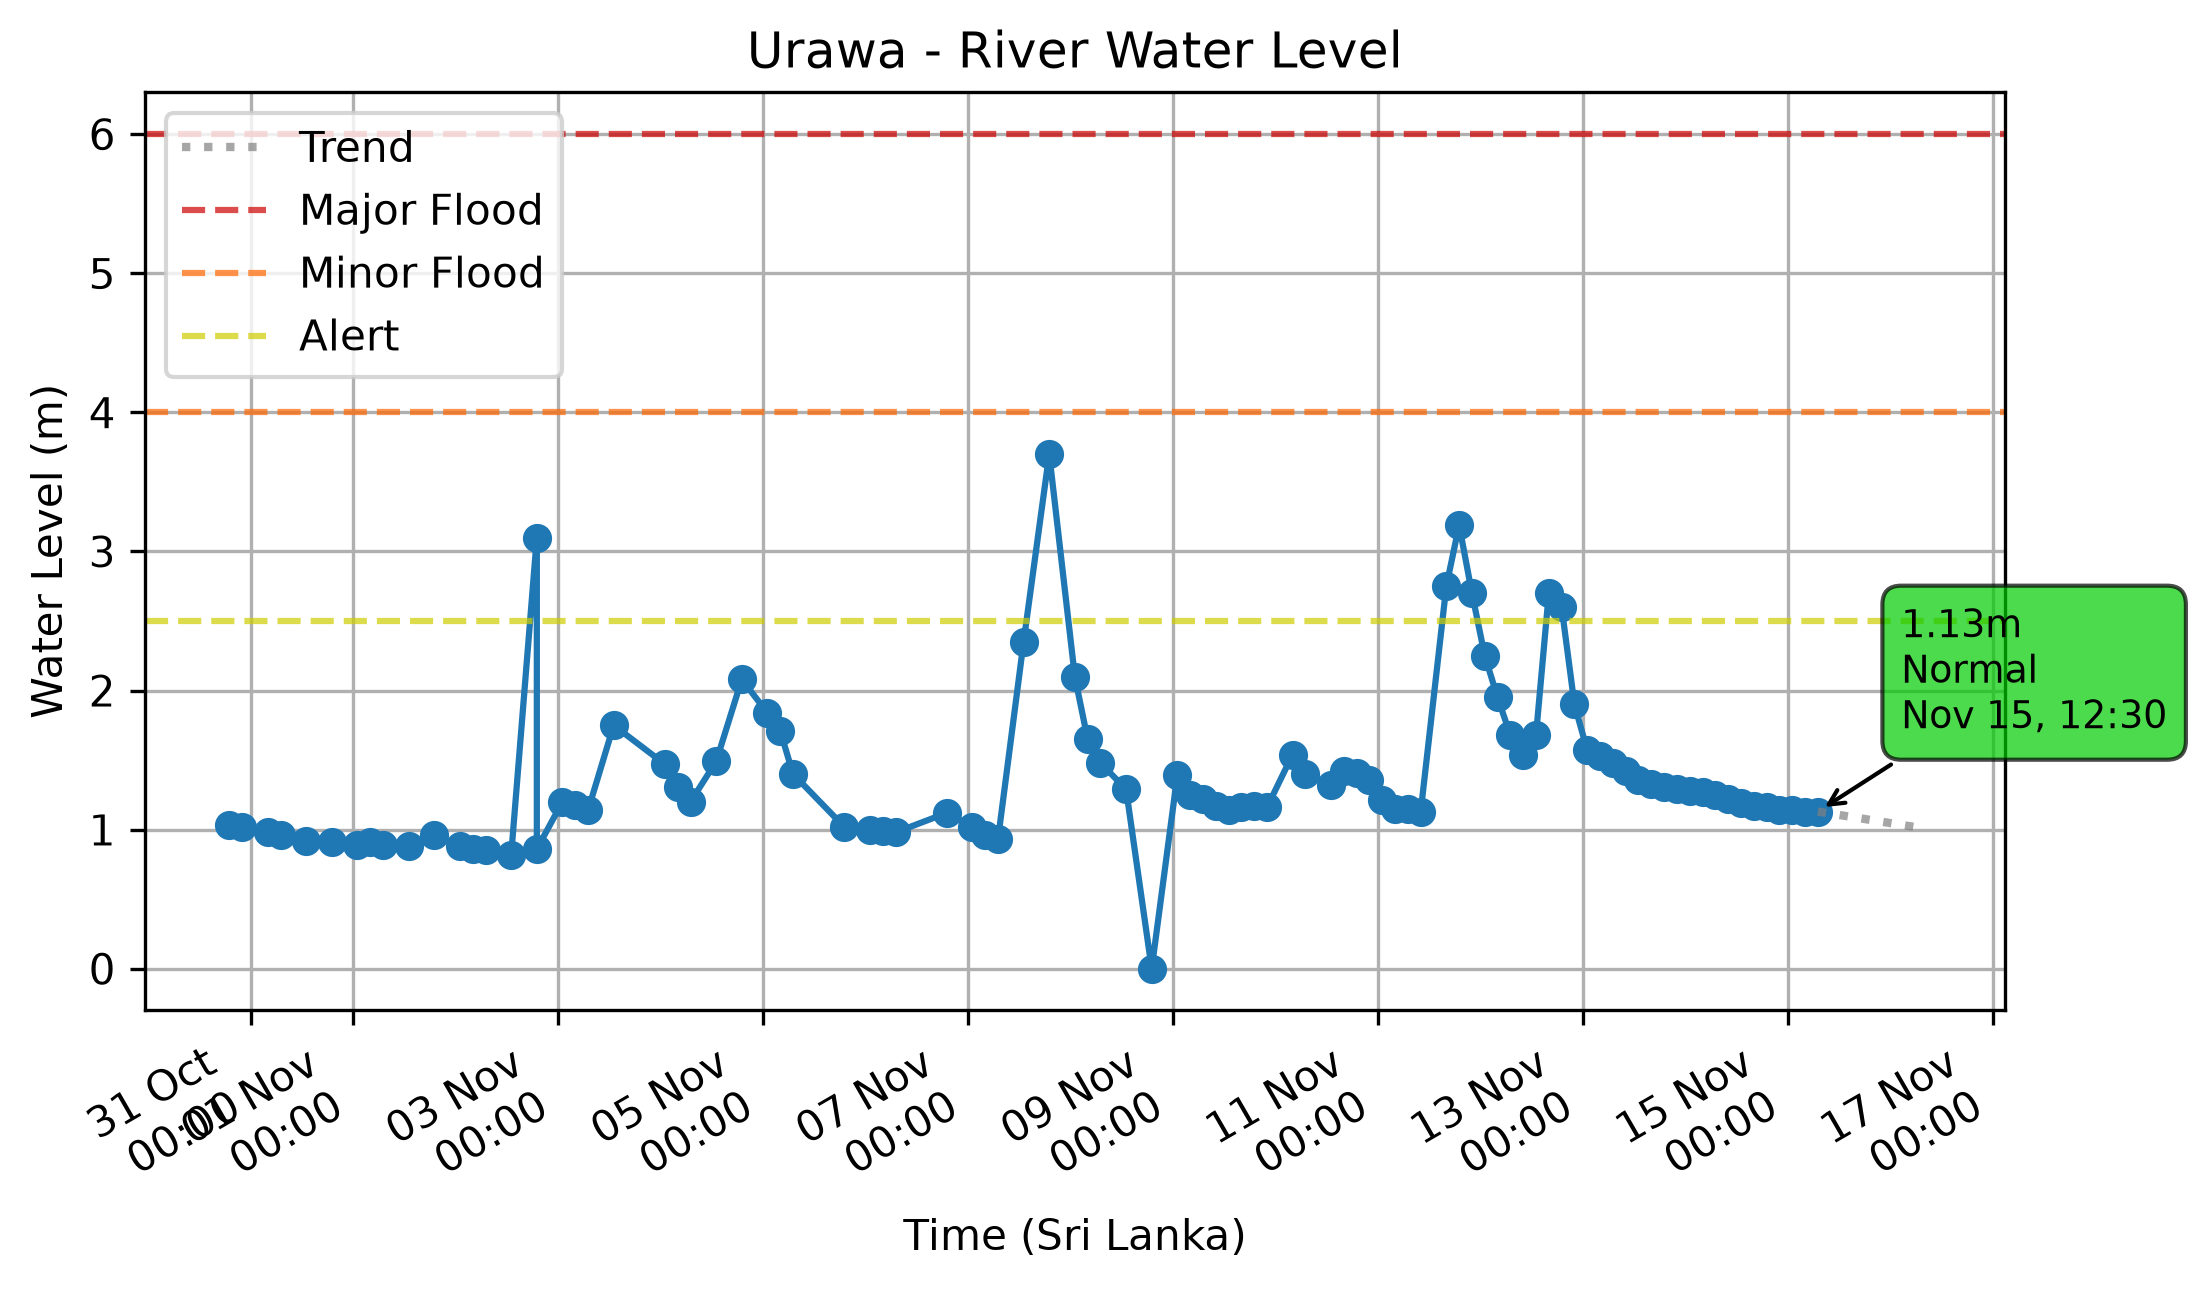 Urawa - River Water Level
Trend
Major Flood
Minor Flood
Alert
6
5
4
3
2
1
0
Water Level (m)
1.13m
Normal
Nov 15, 12:30
31 Oct
00:00
01 Nov
00:00
03 Nov
00:00
05 Nov
00:00
07 Nov
00:00
09 Nov
00:00
11 Nov
00:00
13 Nov
00:00
15 Nov
00:00
17 Nov
00:00
Time (Sri Lanka)